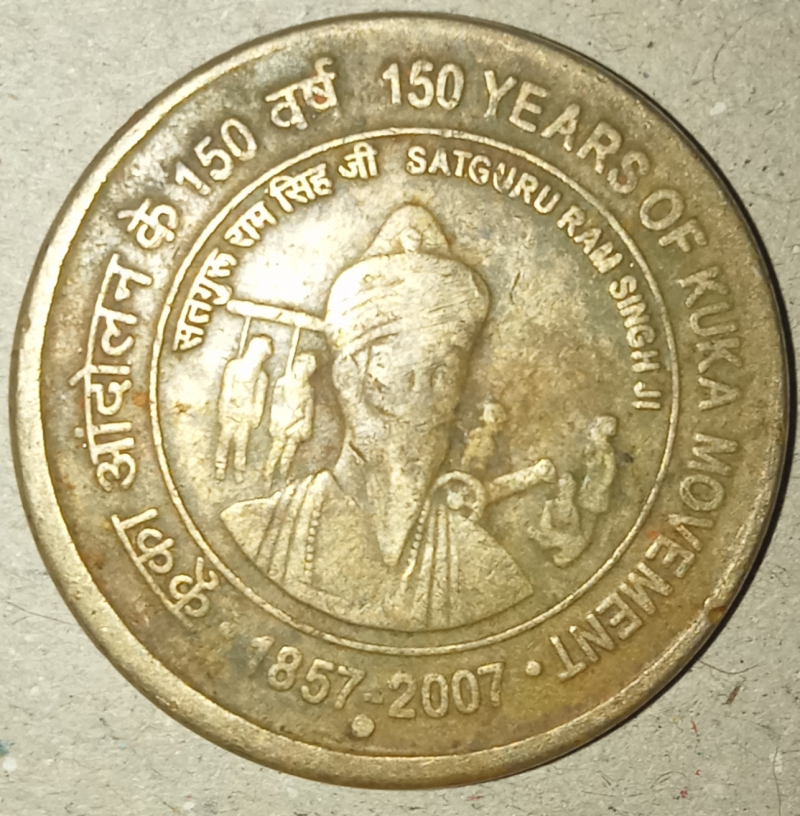 कूका आंदोलन के 150 वर्ष 150 YEARS OF KUKA MOVEMENT
सतगुरू राम सिंह जी SATGURU RAM SINGH JI
1857-2007